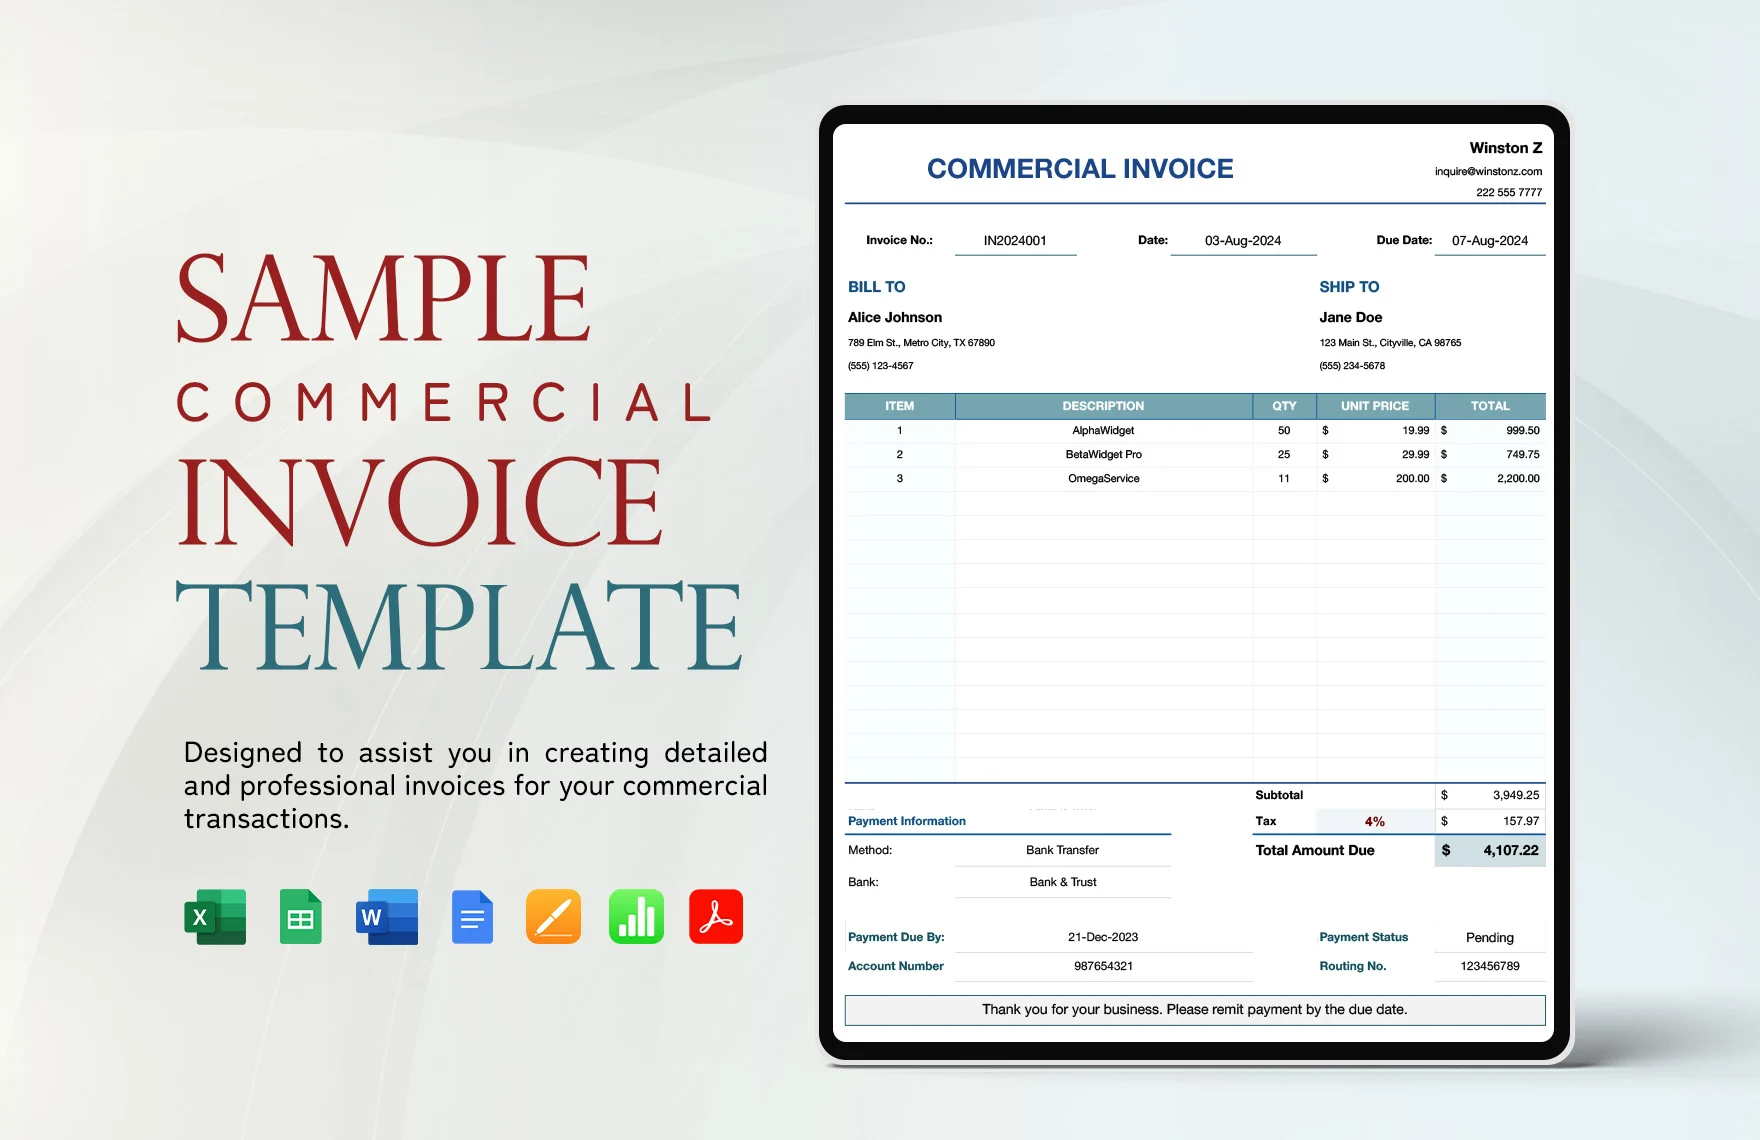 SAMPLE
COMMERCIAL
INVOICE
TEMPLATE
Designed to assist you in creating detailed
and professional invoices for your commercial
transactions.
X
W
COMMERCIAL INVOICE
Winston Z
inquire@winstonz.com
222 555 7777
Invoice No.: IN2024001 Date: 03-Aug-2024 Due Date: 07-Aug-2024
BILL TO SHIP TO
Alice Johnson Jane Doe
789 Elm St., Metro City, TX 67890 123 Main St., Cityville, CA 98765
(555) 123-4567 (555) 234-5678
ITEM DESCRIPTION QTY UNIT PRICE TOTAL
1 AlphaWidget 50 $ 19.99 $ 999.50
2 BetaWidget Pro 25 $ 29.99 $ 749.75
3 OmegaService 11 $ 200.00 $ 2,200.00
Subtotal $ 3,949.25
Payment Information Tax 4% $ 157.97
Method: Bank Transfer Total Amount Due $ 4,107.22
Bank: Bank & Trust
Payment Due By: 21-Dec-2023 Payment Status Pending
Account Number 987654321 Routing No. 123456789
Thank you for your business. Please remit payment by the due date.